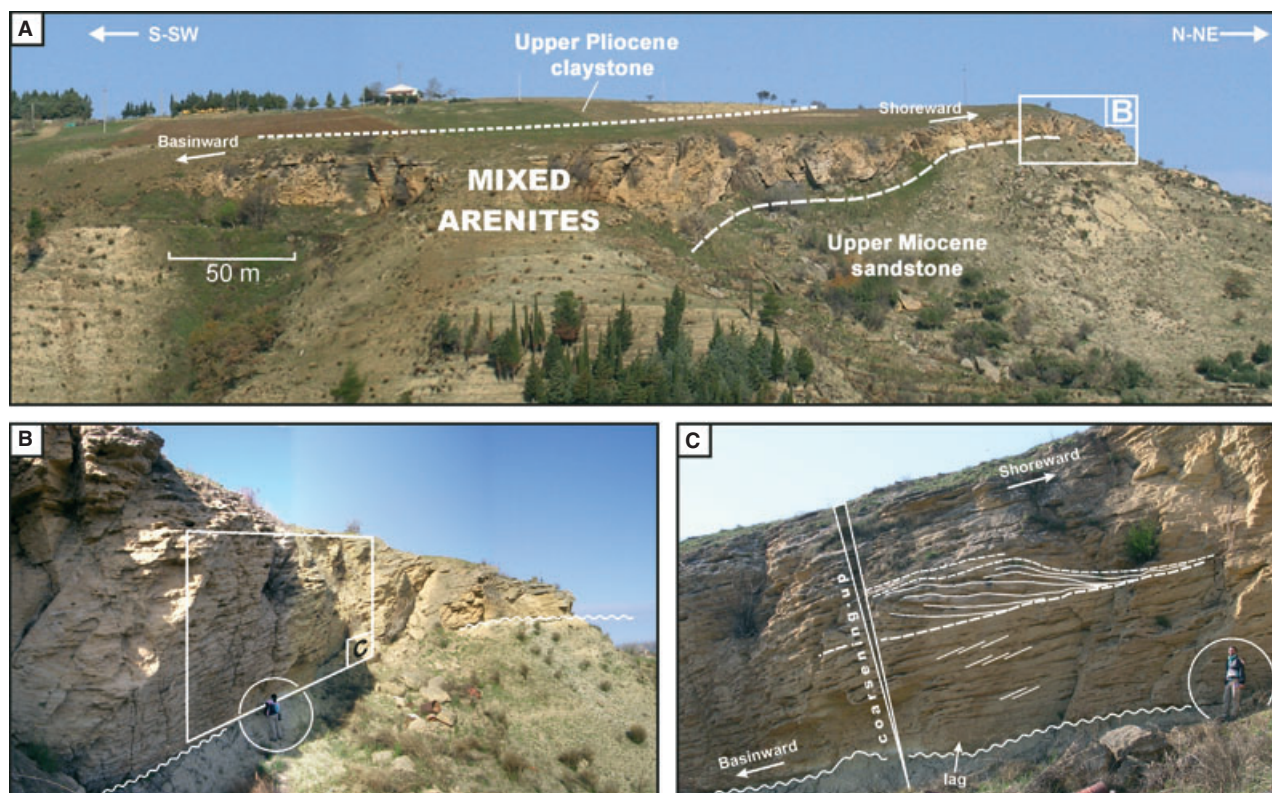 A
S-SW
N-NE
Upper Pliocene
claystone
Shoreward
B
Basinward
MIXED
ARENITES
50 m
Upper Miocene
sandstone
B
C
C
Shoreward
coarsening-up
Basinward
lag